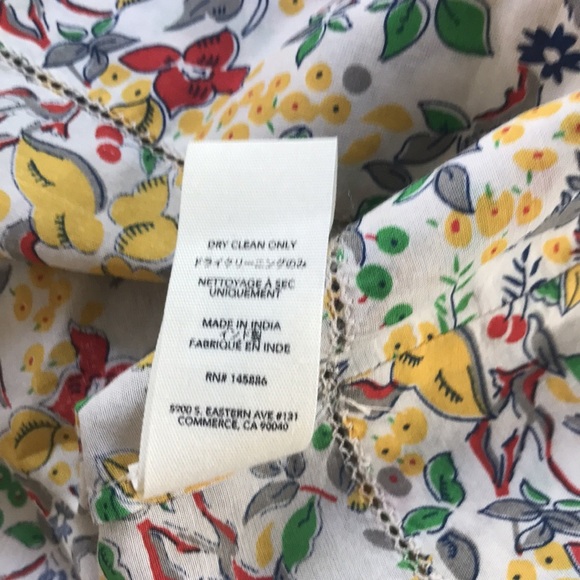 DRY CLEAN ONLY
ドライクリーニングのみ
NETTOYAGE À SEC
UNIQUEMENT
MADE IN INDIA
インド製
FABRIQUE EN INDE
RN# 145886
5900 S. EASTERN AVE #131
COMMERCE, CA 90040